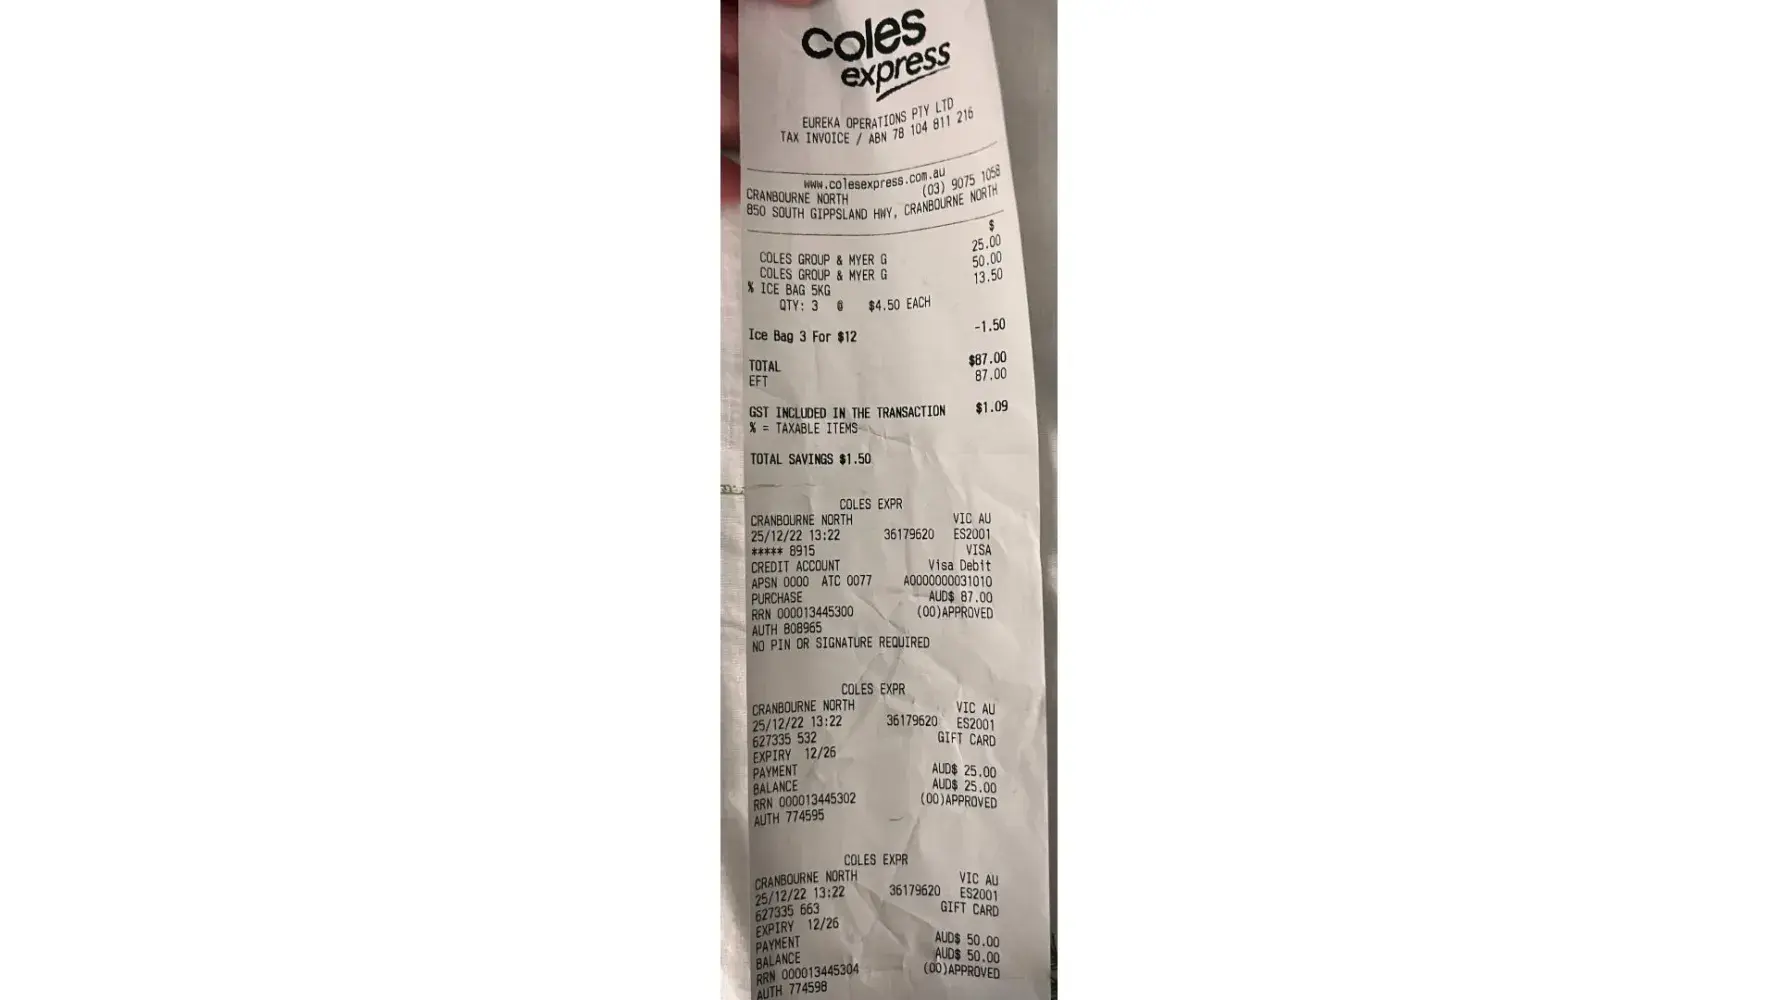 coles
express
EUREKA OPERATIONS PTY LTD
TAX INVOICE / ABN 78 104 811 216
www.colesexpress.com.au
CRANBOURNE NORTH (03) 9075 1058
850 SOUTH GIPPSLAND HWY, CRANBOURNE NORTH
$
COLES GROUP & MYER G 25.00
COLES GROUP & MYER G 50.00
% ICE BAG 5KG 13.50
QTY: 3 @ $4.50 EACH
Ice Bag 3 For $12 -1.50
TOTAL $87.00
EFT 87.00
GST INCLUDED IN THE TRANSACTION $1.09
% = TAXABLE ITEMS
TOTAL SAVINGS $1.50
COLES EXPR
CRANBOURNE NORTH VIC AU
25/12/22 13:22 36179620 ES2001
***** 8915 VISA
CREDIT ACCOUNT Visa Debit
APSN 0000 ATC 0077 A0000000031010
PURCHASE AUD$ 87.00
RRN 000013445300 (00)APPROVED
AUTH 808965
NO PIN OR SIGNATURE REQUIRED
COLES EXPR
CRANBOURNE NORTH VIC AU
25/12/22 13:22 36179620 ES2001
627335 532 GIFT CARD
EXPIRY 12/26
PAYMENT AUD$ 25.00
BALANCE AUD$ 25.00
RRN 000013445302 (00)APPROVED
AUTH 774595
COLES EXPR
CRANBOURNE NORTH VIC AU
25/12/22 13:22 36179620 ES2001
627335 663 GIFT CARD
EXPIRY 12/26
PAYMENT AUD$ 50.00
BALANCE AUD$ 50.00
RRN 000013445304 (00)APPROVED
AUTH 774598